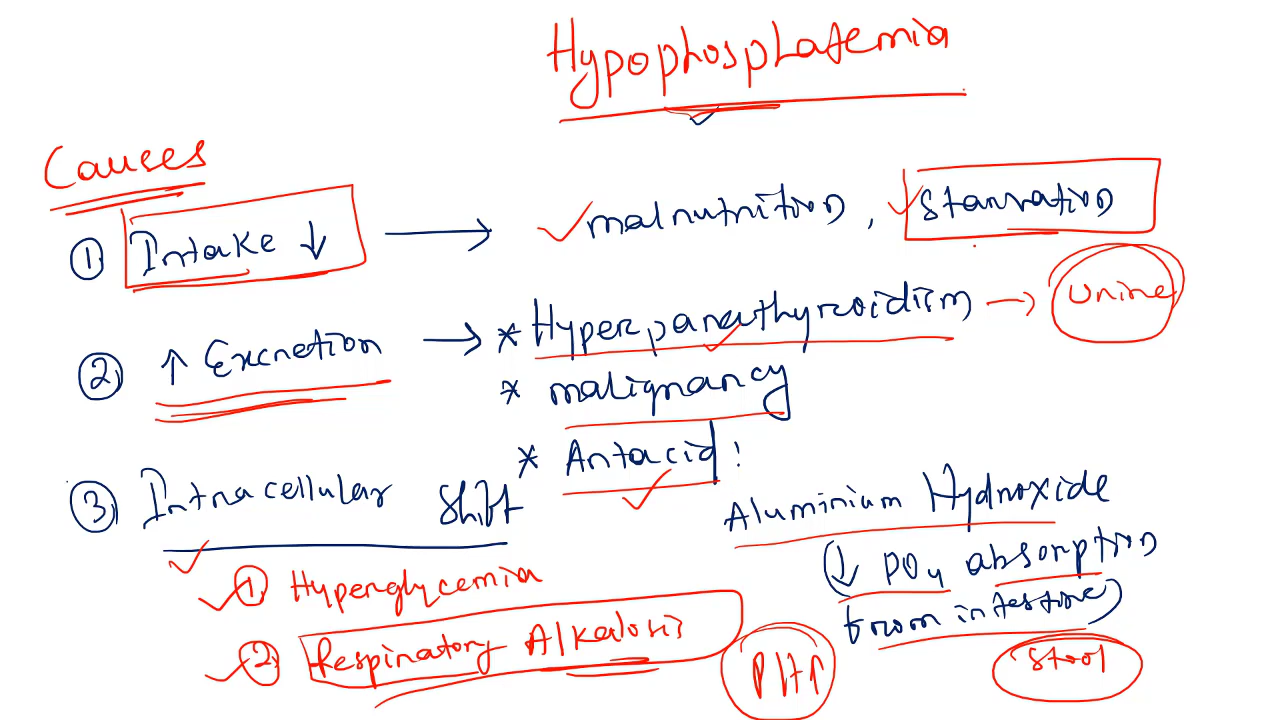 Hypophosphatemia
Causes
① Intake ↓ → malnutrition, Starvation
② ↑ Excretion → * Hyperparathyroidism → Urine
* malignancy
* Antacid :
Aluminium Hydroxide
(↓ PO4 absorption
from intestine)
Stool
③ Intracellular Shift
① Hyperglycemia
② Respiratory Alkalosis
PH↑